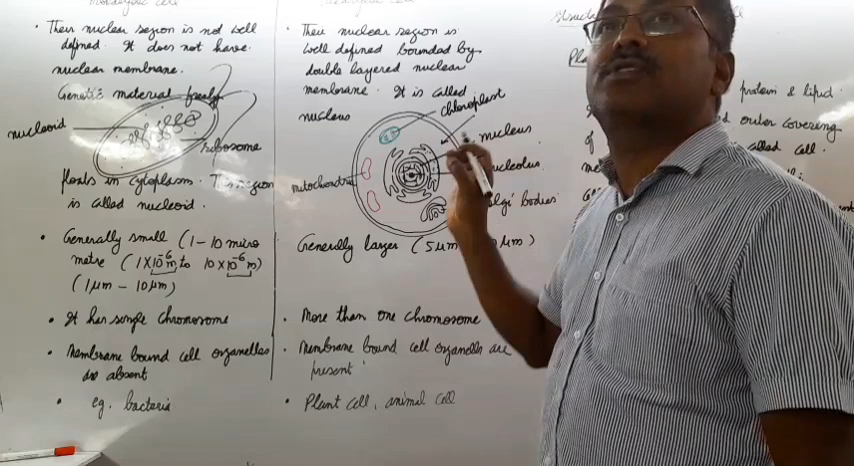 Their nuclear region is not well
defined. It does not have
nuclear membrane.
Genetic material freely
nucleoid
ribosome
floats in cytoplasm. This region
is called nucleoid.
Generally small (1-10 micro
metre (1×10⁻⁶m to 10×10⁻⁶m)
(1μm - 10μm)
It has single chromosome
Membrane bound cell organelles
are absent
eg. bacteria
Their nuclear region is
well defined bounded by
double layered nuclear
membrane. It is called
nucleus
chloroplast
nucleus
nucleolus
mitochondria
lgi bodies
Generally larger (5μm μm)
More than one chromosome
Membrane bound cell organells are
present
Plant cell, animal cell
Pla
protein & lipid
outer covering
of called cell